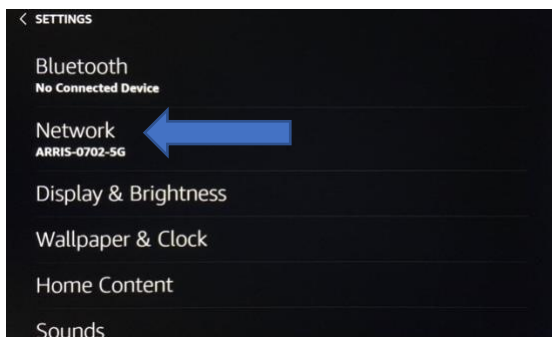 < SETTINGS
Bluetooth
No Connected Device
Network
ARRIS-0702-5G
Display & Brightness
Wallpaper & Clock
Home Content
Sounds